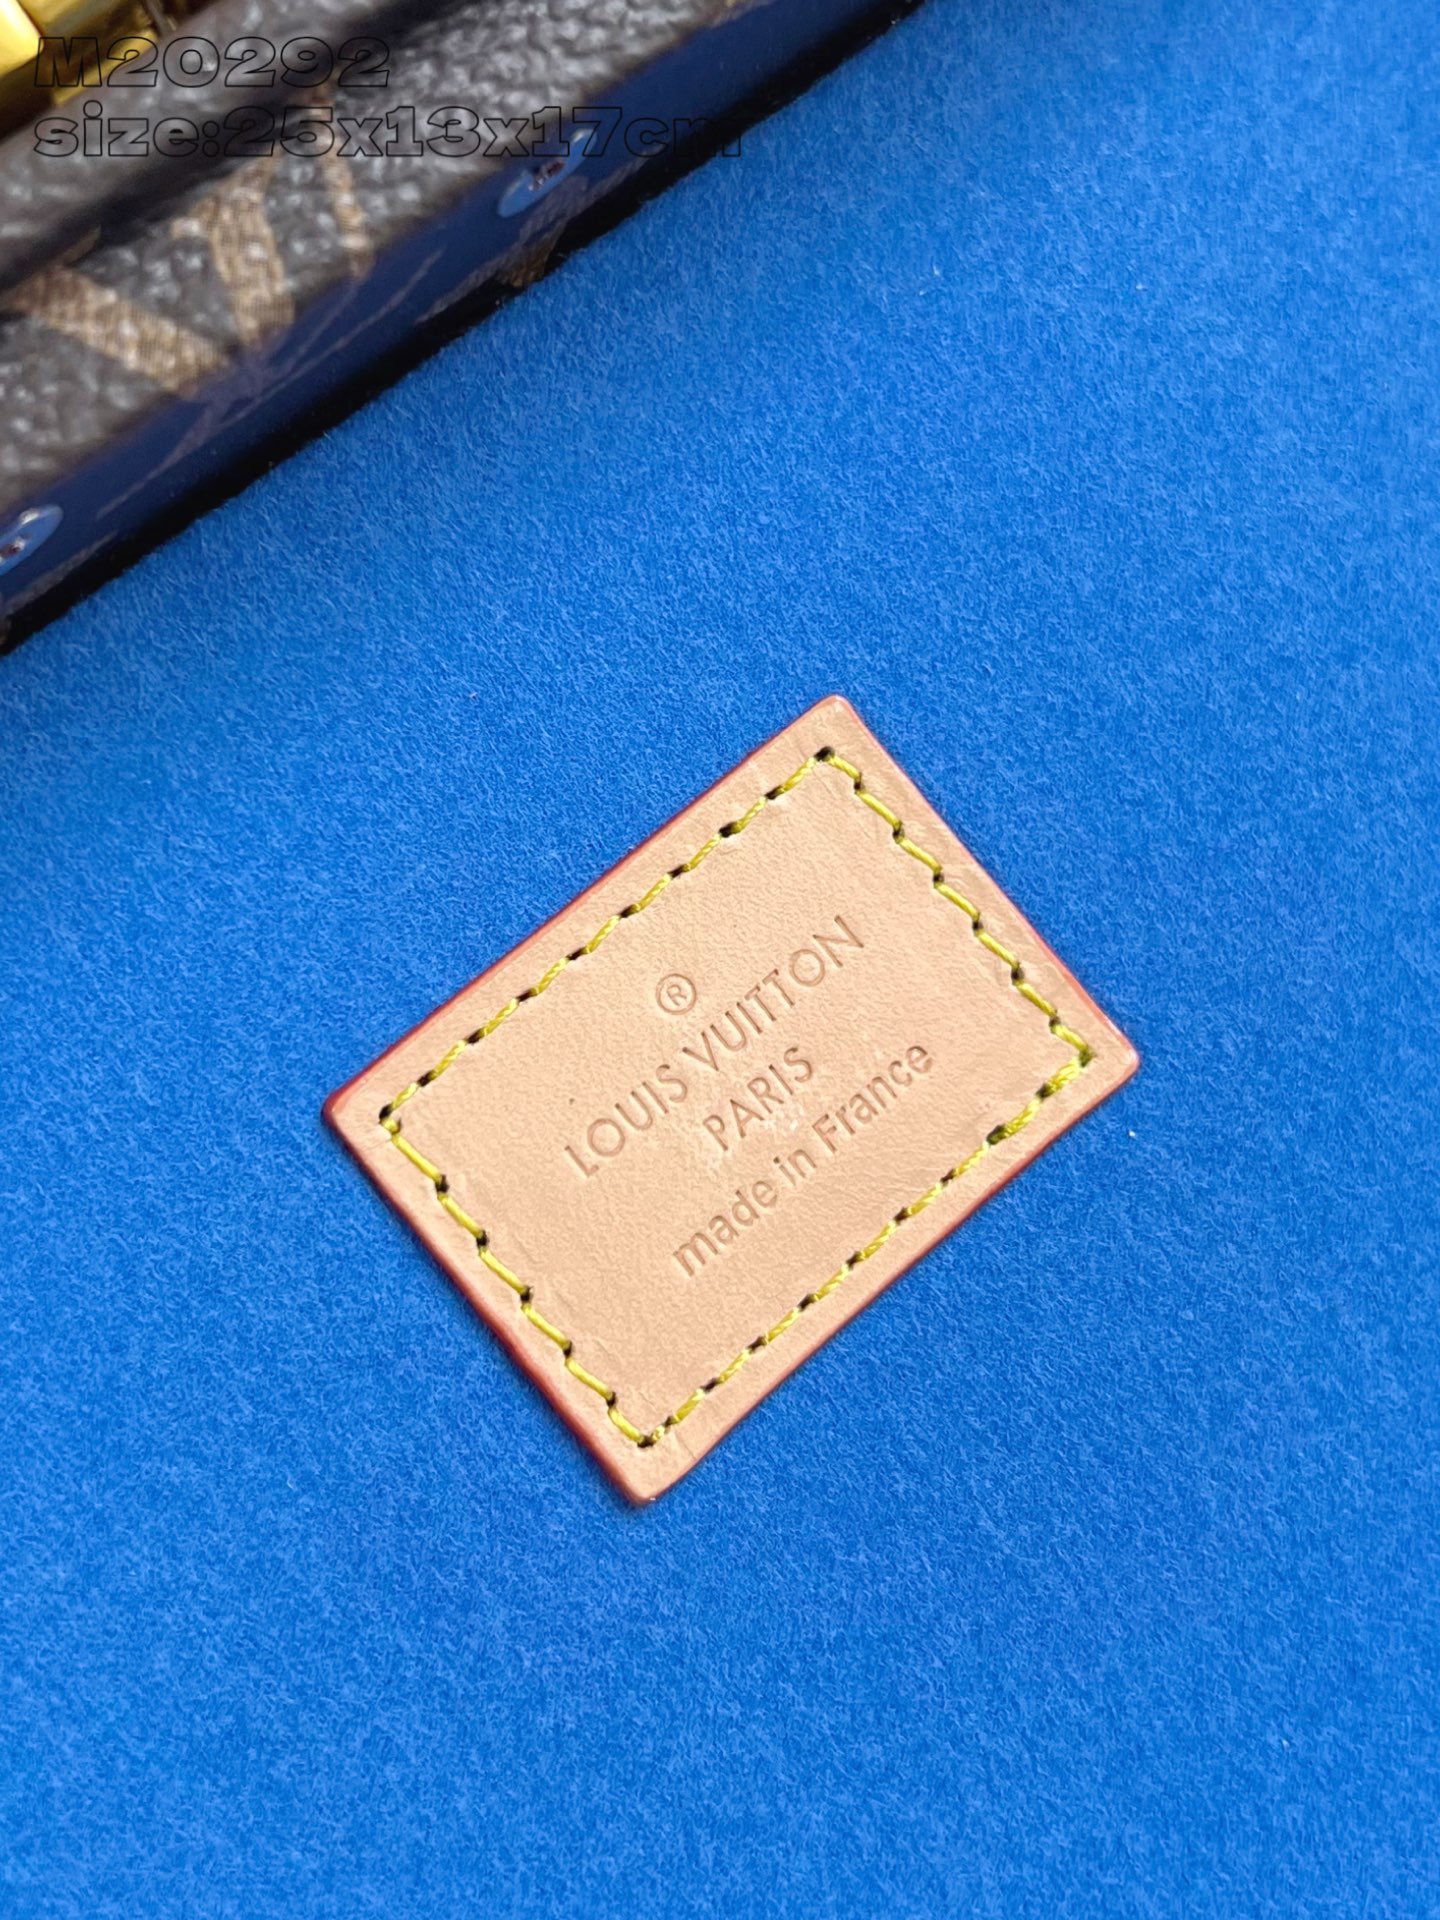 M20292
size:25x13x17cm
®
LOUIS VUITTON
PARIS
made in France